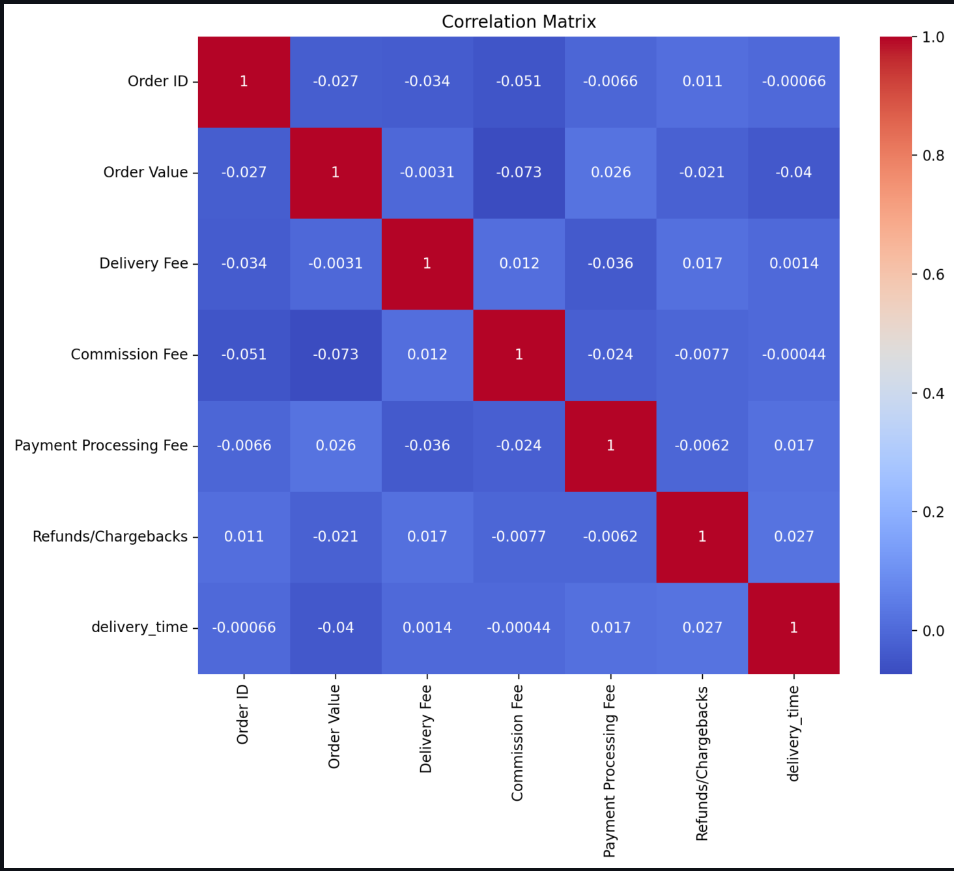 Correlation Matrix
Order ID 1 -0.027 -0.034 -0.051 -0.0066 0.011 -0.00066
Order Value -0.027 1 -0.0031 -0.073 0.026 -0.021 -0.04
Delivery Fee -0.034 -0.0031 1 0.012 -0.036 0.017 0.0014
Commission Fee -0.051 -0.073 0.012 1 -0.024 -0.0077 -0.00044
Payment Processing Fee -0.0066 0.026 -0.036 -0.024 1 -0.0062 0.017
Refunds/Chargebacks 0.011 -0.021 0.017 -0.0077 -0.0062 1 0.027
delivery_time -0.00066 -0.04 0.0014 -0.00044 0.017 0.027 1
Order ID
Order Value
Delivery Fee
Commission Fee
Payment Processing Fee
Refunds/Chargebacks
delivery_time
1.0
0.8
0.6
0.4
0.2
0.0